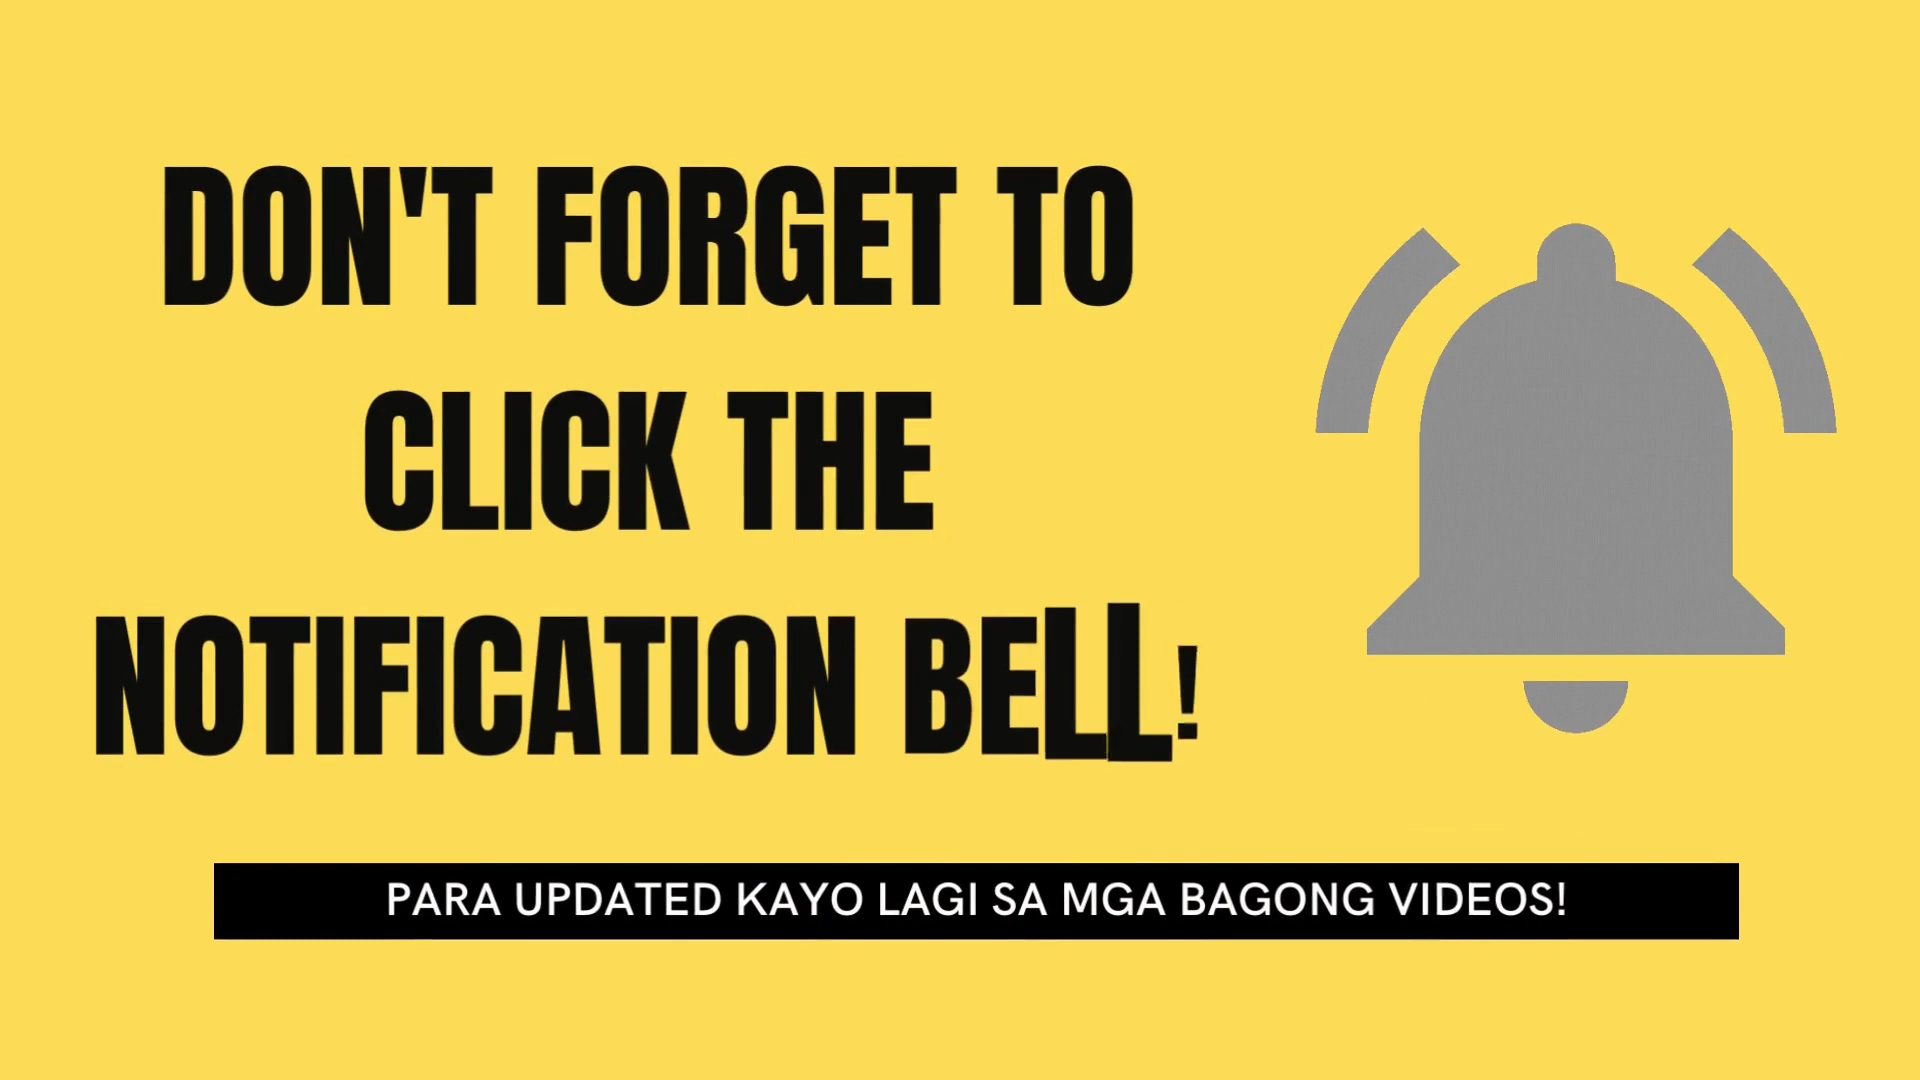 DON'T FORGET TO
CLICK THE
NOTIFICATION BELL!
PARA UPDATED KAYO LAGI SA MGA BAGONG VIDEOS!